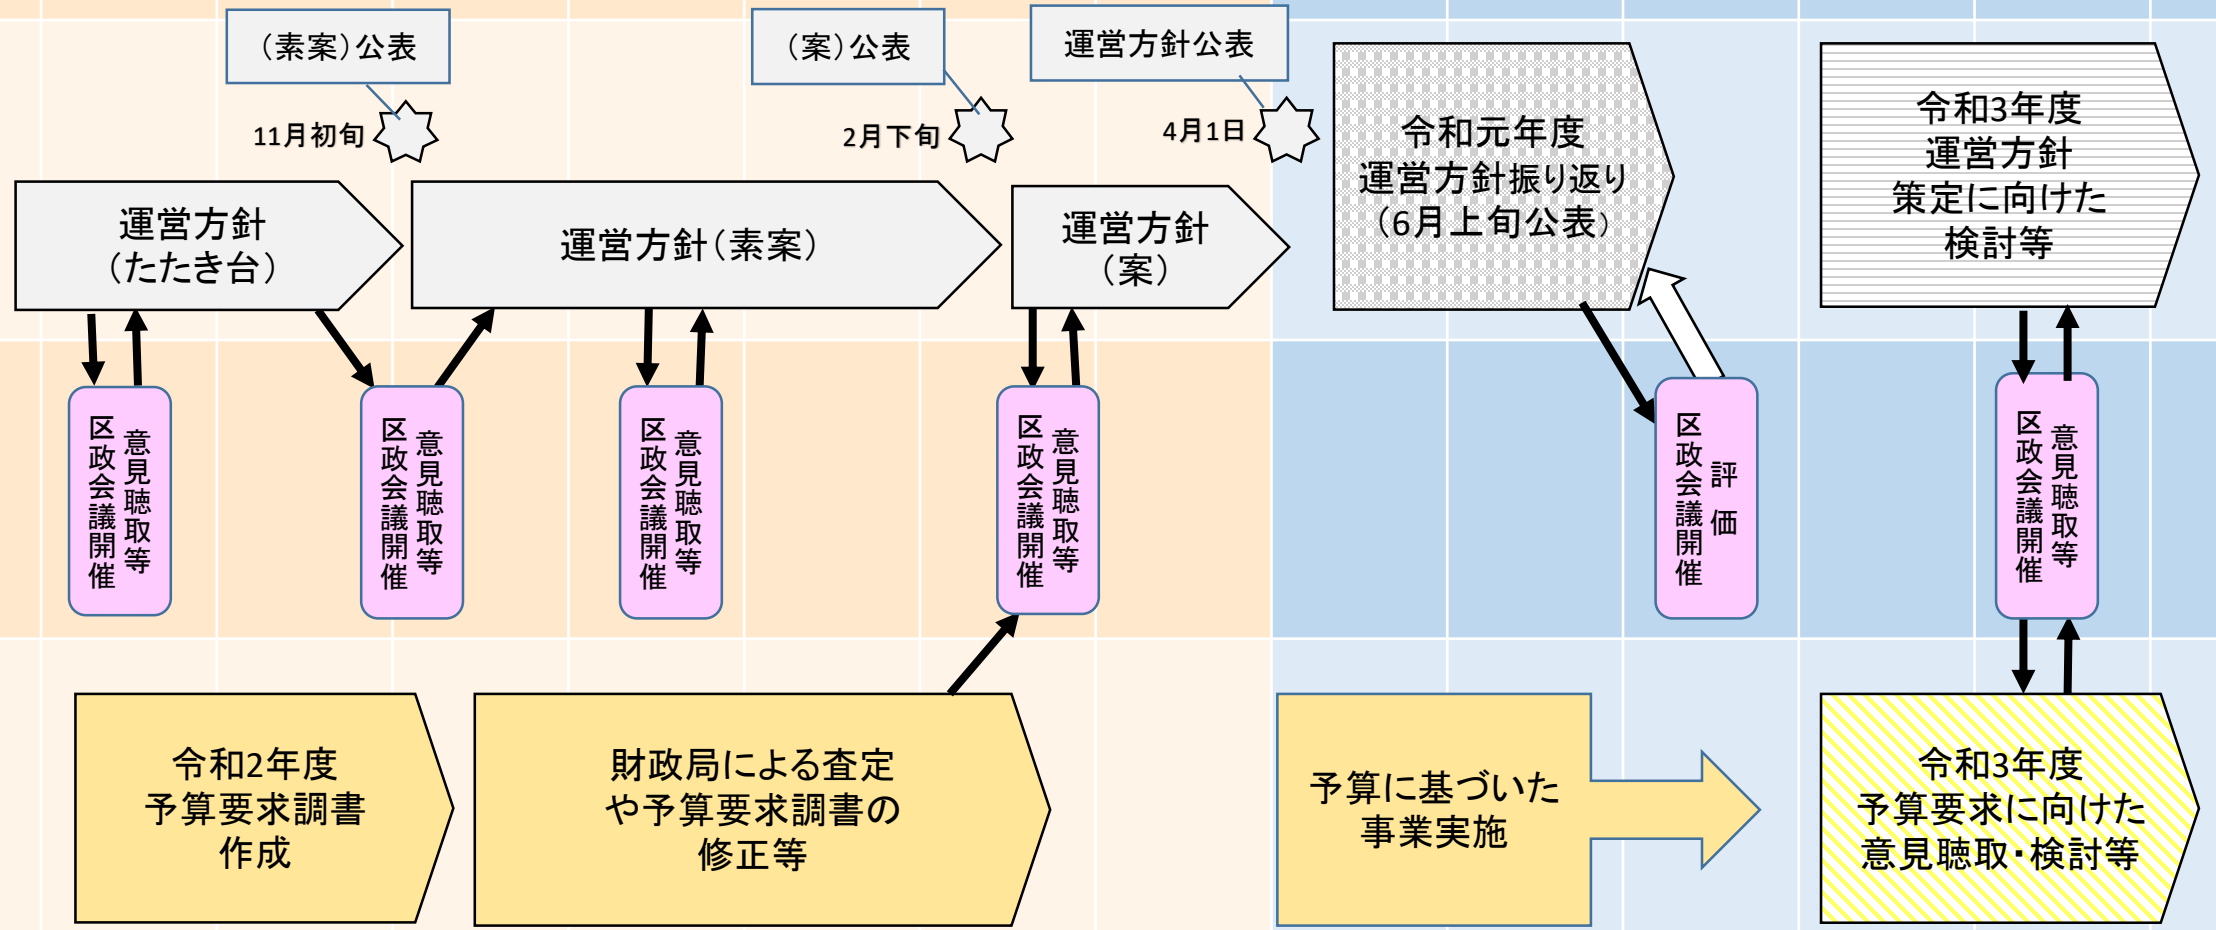 （素案）公表
（案）公表
運営方針公表
11月初旬
2月下旬
4月1日
運営方針
（たたき台）
運営方針（素案）
運営方針
（案）
令和元年度
運営方針振り返り
（6月上旬公表）
令和3年度
運営方針
策定に向けた
検討等
区政会議開催
意見聴取等
区政会議開催
意見聴取等
区政会議開催
意見聴取等
区政会議開催
意見聴取等
区政会議開催
評価
区政会議開催
意見聴取等
令和2年度
予算要求調書
作成
財政局による査定
や予算要求調書の
修正等
予算に基づいた
事業実施
令和3年度
予算要求に向けた
意見聴取・検討等